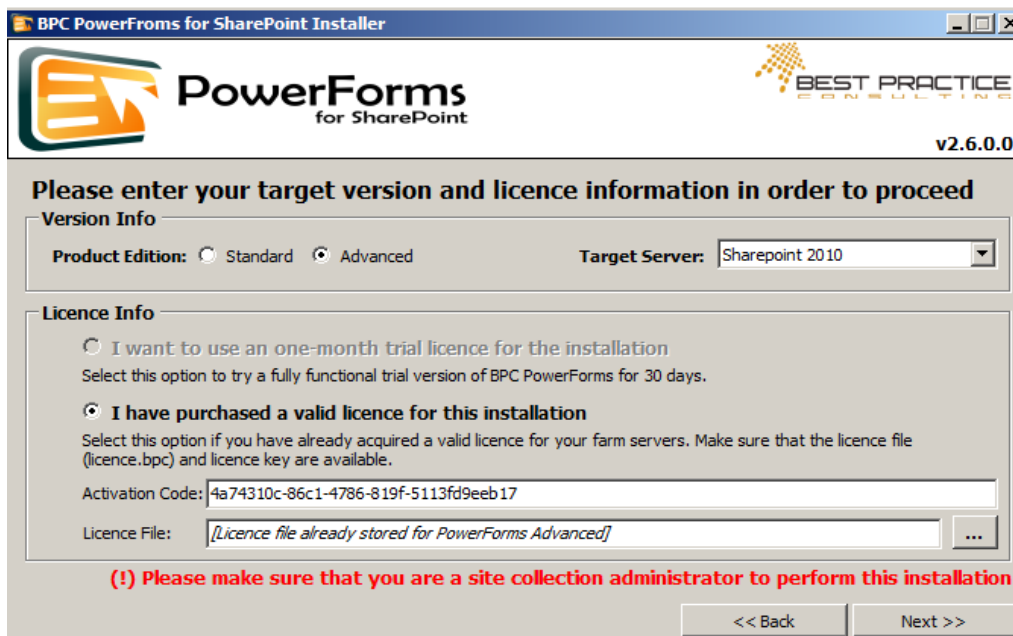 BPC PowerFroms for SharePoint Installer
PowerForms
for SharePoint
BEST PRACTICE
CONSULTING
v2.6.0.0
Please enter your target version and licence information in order to proceed
Version Info
Product Edition: Standard Advanced Target Server: Sharepoint 2010
Licence Info
I want to use an one-month trial licence for the installation
Select this option to try a fully functional trial version of BPC PowerForms for 30 days.
I have purchased a valid licence for this installation
Select this option if you have already acquired a valid licence for your farm servers. Make sure that the licence file
(licence.bpc) and licence key are available.
Activation Code: 4a74310c-86c1-4786-819f-5113fd9eeb17
Licence File: [Licence file already stored for PowerForms Advanced] ...
(!) Please make sure that you are a site collection administrator to perform this installation
<< Back Next >>